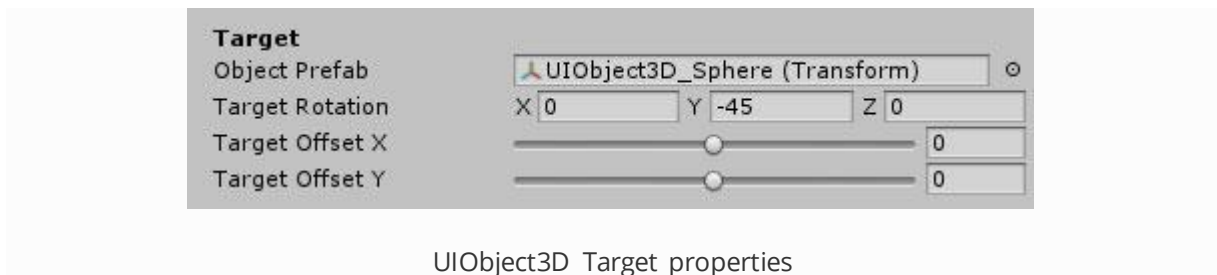 Target
Object Prefab UIObject3D_Sphere (Transform)
Target Rotation X 0 Y -45 Z 0
Target Offset X 0
Target Offset Y 0
UIObject3D Target properties